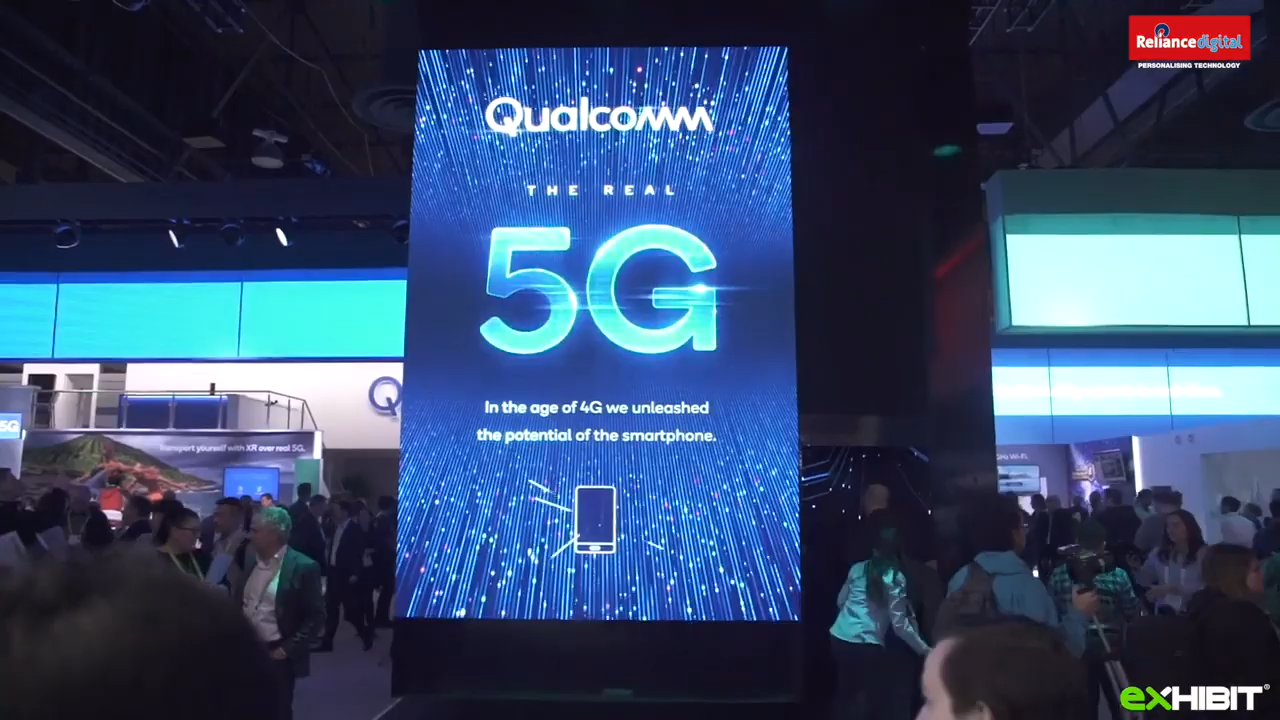 Reliance digital
PERSONALISING TECHNOLOGY
Qualcomm
THE REAL
5G
In the age of 4G we unleashed
the potential of the smartphone.
5G
Transport yourself with XR over real 5G.
EXHIBIT®